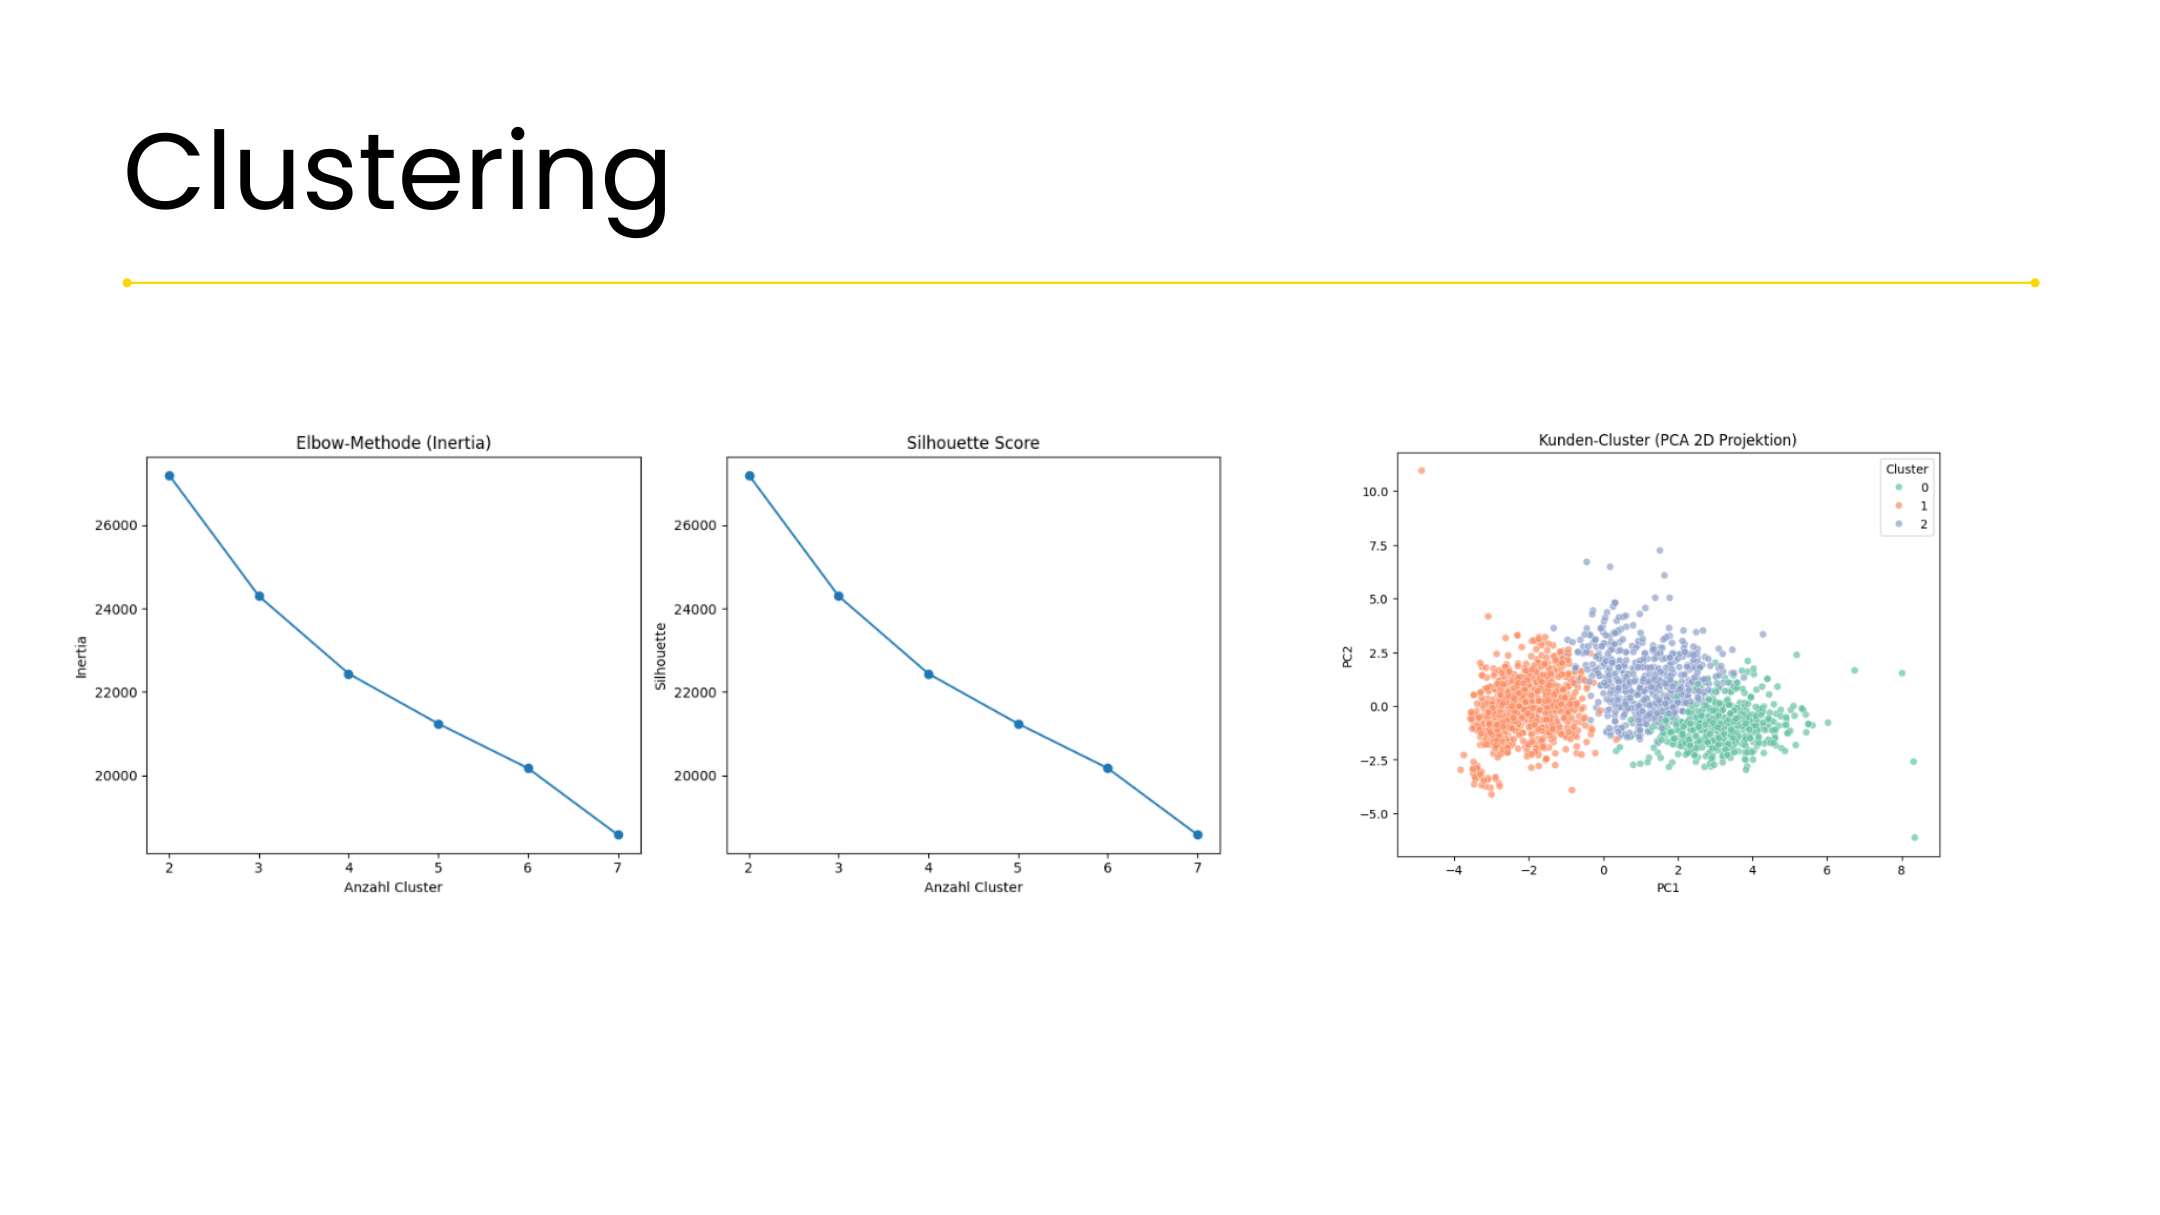 Clustering
Elbow-Methode (Inertia)
26000
24000
22000
20000
Inertia
2 3 4 5 6 7
Anzahl Cluster
Silhouette Score
26000
24000
22000
20000
Silhouette
2 3 4 5 6 7
Anzahl Cluster
Kunden-Cluster (PCA 2D Projektion)
Cluster
0
1
2
10.0
7.5
5.0
2.5
0.0
−2.5
−5.0
PC2
−4 −2 0 2 4 6 8
PC1